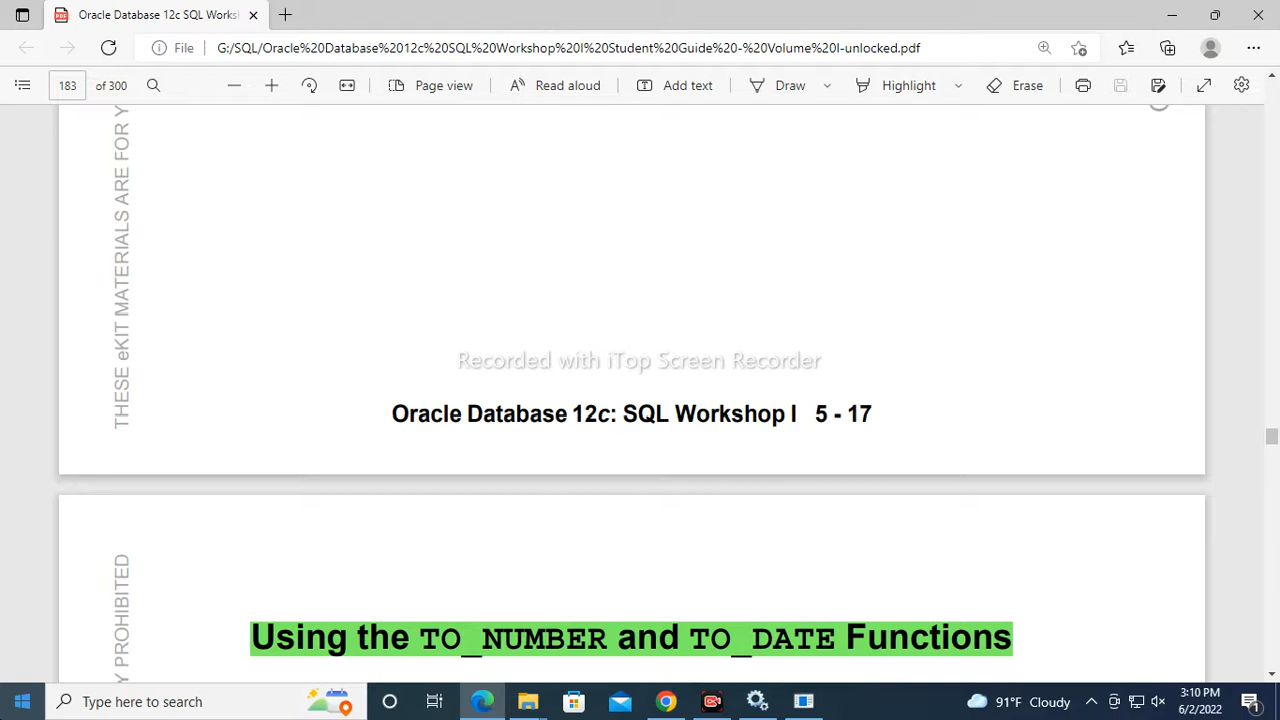 Oracle Database 12c SQL Works
File
G:/SQL/Oracle%20Database%2012c%20SQL%20Workshop%20I%20Student%20Guide%20-%20Volume%20I-unlocked.pdf
183 of 300
Page view
Read aloud
Add text
Draw
Highlight
Erase
THESE eKIT MATERIALS ARE FOR Y
Recorded with iTop Screen Recorder
Oracle Database 12c: SQL Workshop I 5 - 17
Y PROHIBITED
Using the TO_NUMBER and TO_DATE Functions
Type here to search
91°F Cloudy
3:10 PM
6/2/2022
1